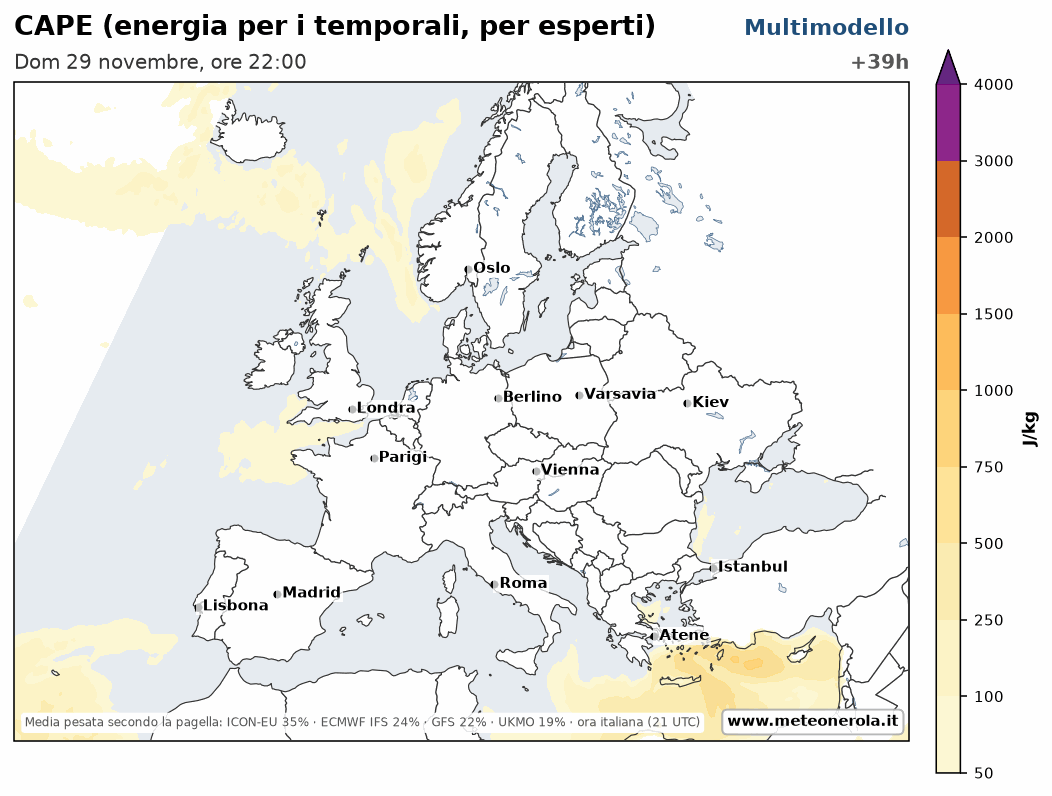 CAPE (energia per i temporali, per esperti)
Multimodello
Dom 29 novembre, ore 22:00
+39h
4000
3000
2000
1500
1000
750
500
250
100
50
J/kg
Oslo
Berlino
Varsavia
Kiev
Londra
Parigi
Vienna
Istanbul
Roma
Madrid
Lisbona
Atene
Media pesata secondo la pagella: ICON-EU 35% · ECMWF IFS 24% · GFS 22% · UKMO 19% · ora italiana (21 UTC)
www.meteonerola.it